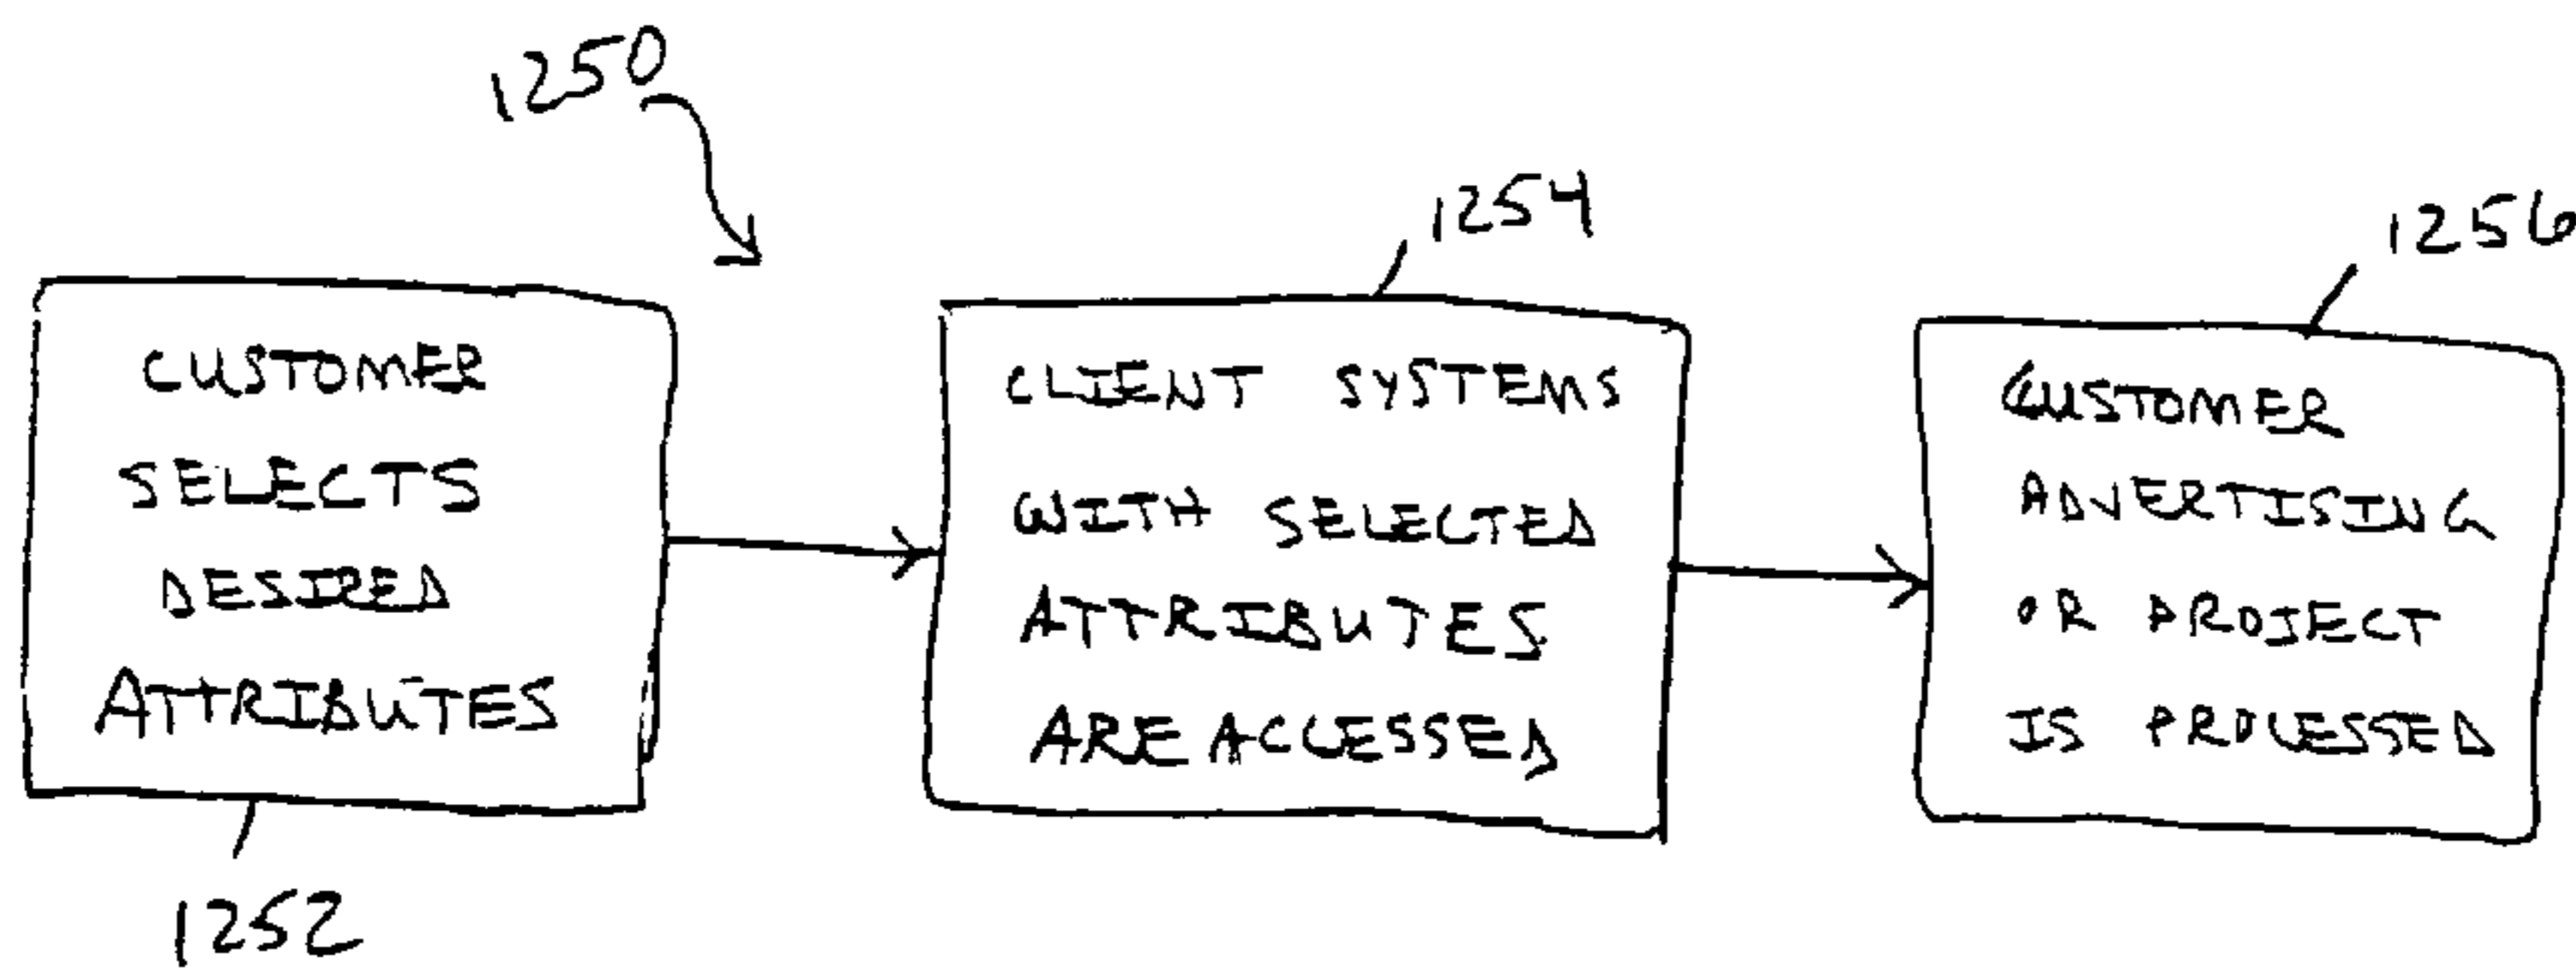 1250
1254
1256
CUSTOMER
SELECTS
DESIRED
ATTRIBUTES
CLIENT SYSTEMS
WITH SELECTED
ATTRIBUTES
ARE ACCESSED
CUSTOMER
ADVERTISING
OR PROJECT
IS PROCESSED
1252